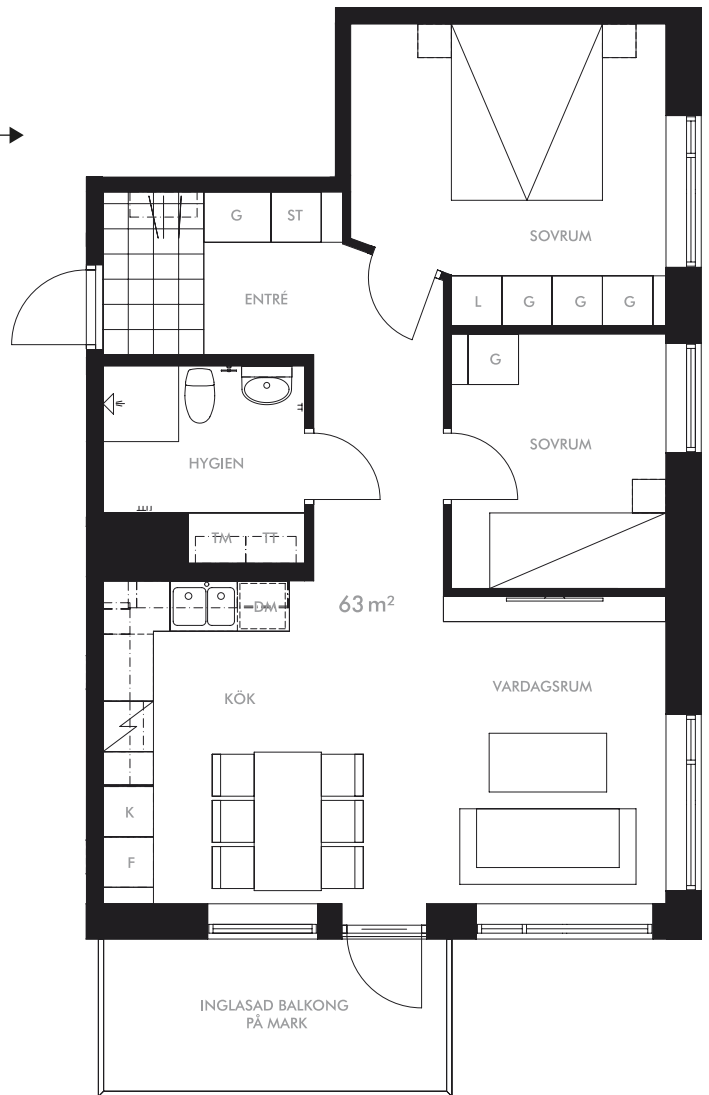 G ST
SOVRUM
ENTRÉ
L G G G
G
SOVRUM
HYGIEN
TM TT
DM
63 m²
KÖK
VARDAGSRUM
K
F
INGLASAD BALKONG
PÅ MARK